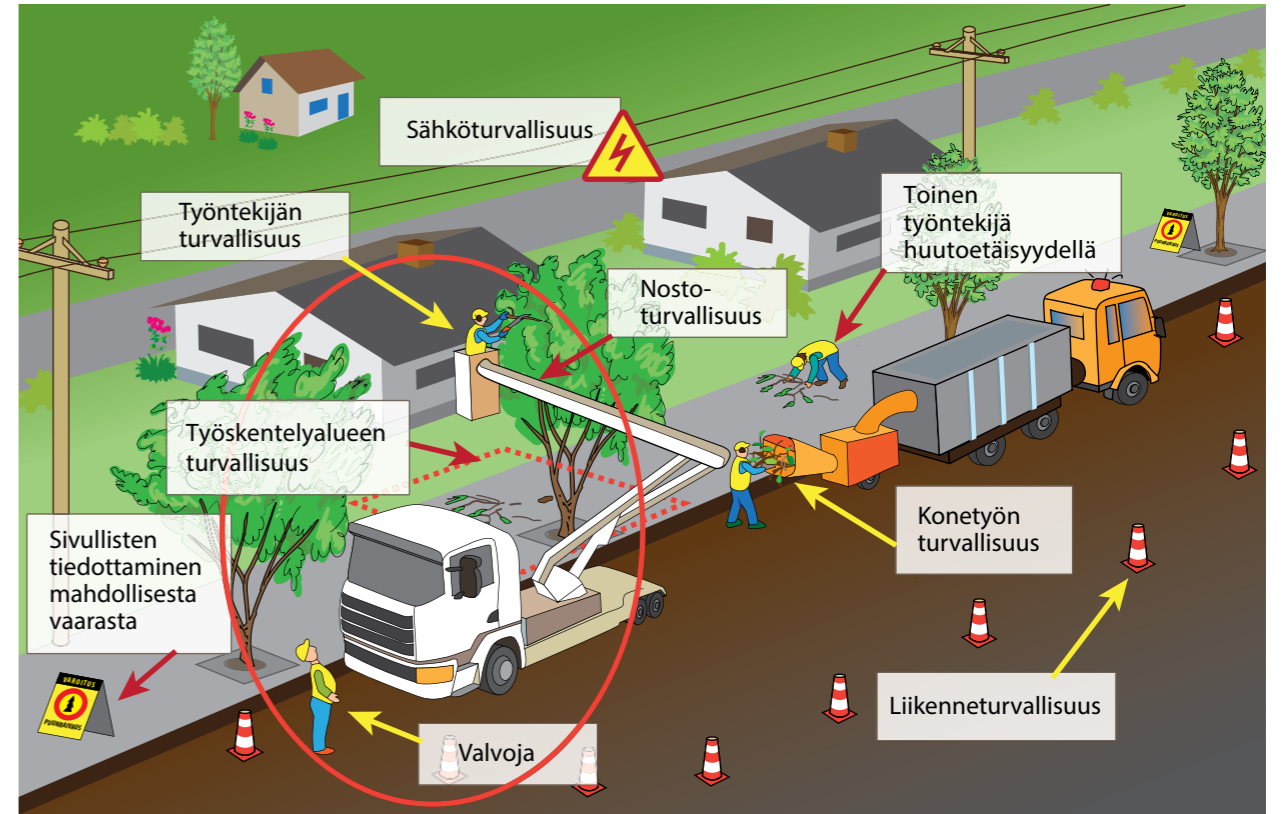 Sähköturvallisuus
Työntekijän
turvallisuus
Toinen
työntekijä
huutoetäisyydellä
VAROITUS
PUUNKAATO
Nosto-
turvallisuus
Työskentelyalueen
turvallisuus
Sivullisten
tiedottaminen
mahdollisesta
vaarasta
Konetyön
turvallisuus
VAROITUS
Liikenneturvallisuus
Valvoja